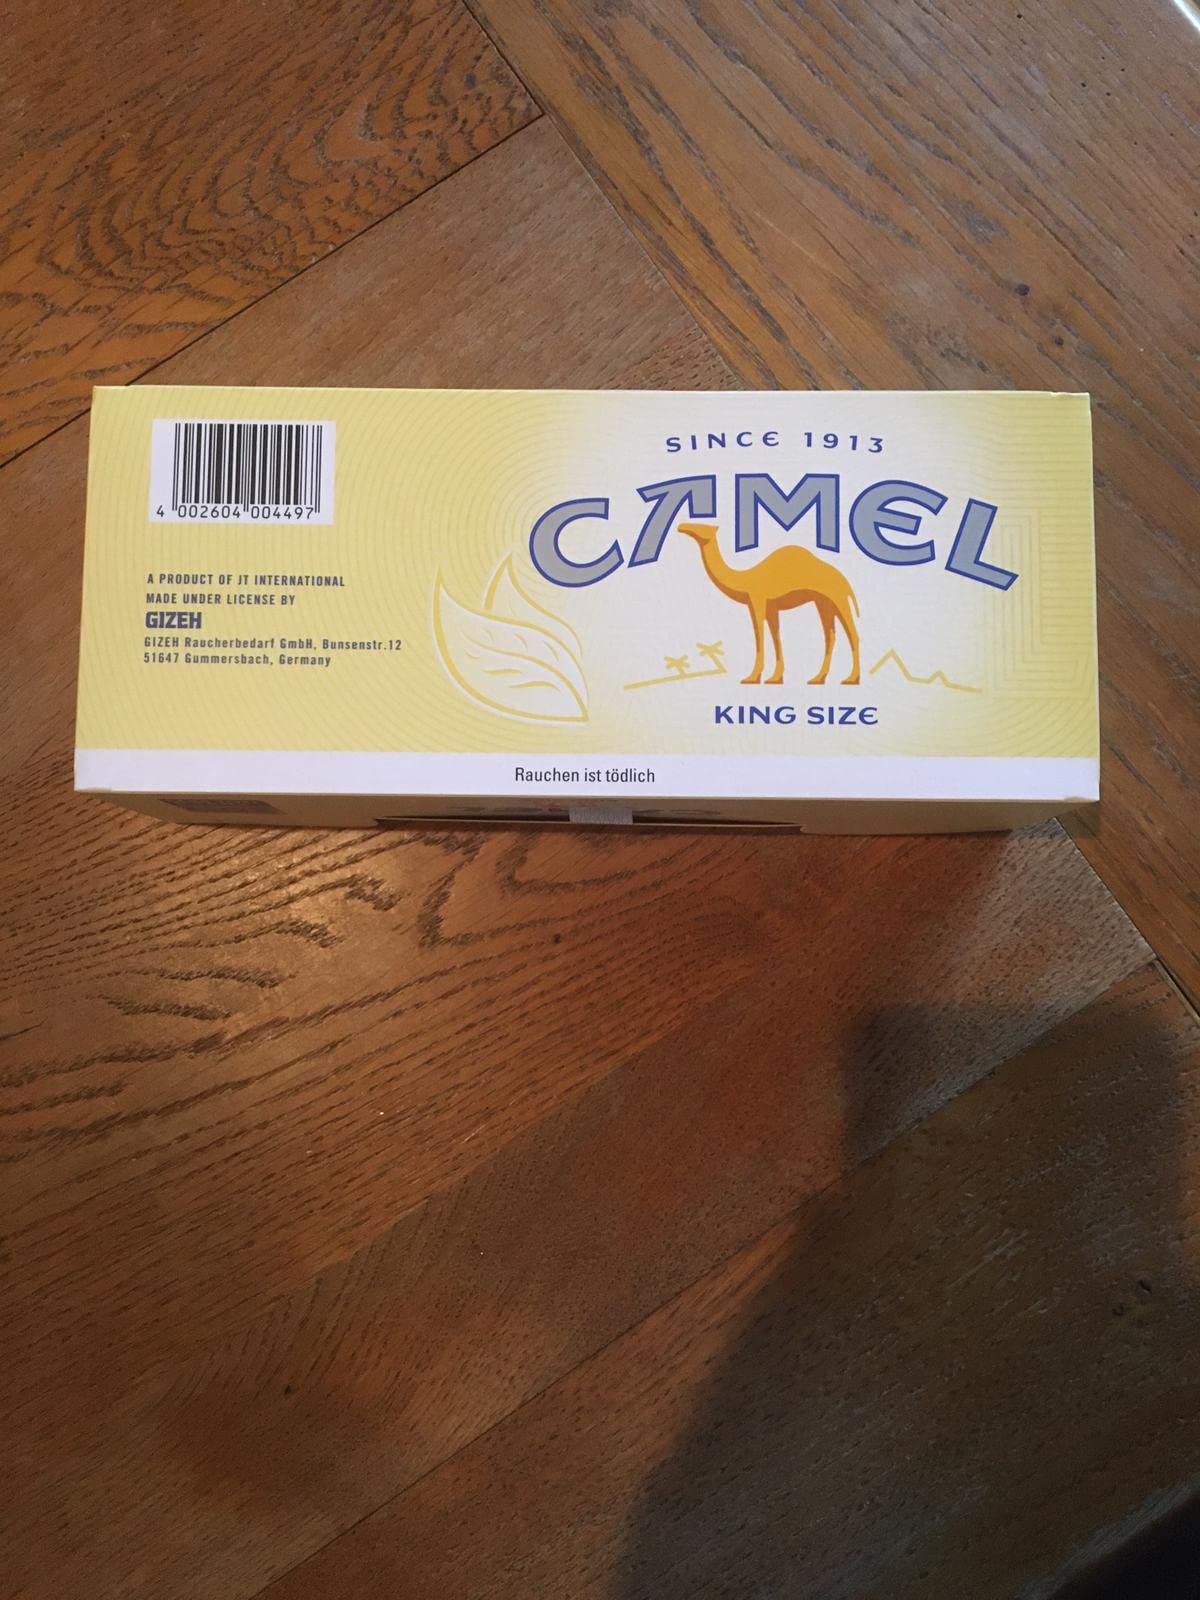 SINCE 1913
CAMEL
KING SIZE
4 002604 004497
A PRODUCT OF JT INTERNATIONAL
MADE UNDER LICENSE BY
GIZEH
GIZEH Raucherbedarf GmbH, Bunsenstr.12
51647 Gummersbach, Germany
Rauchen ist tödlich